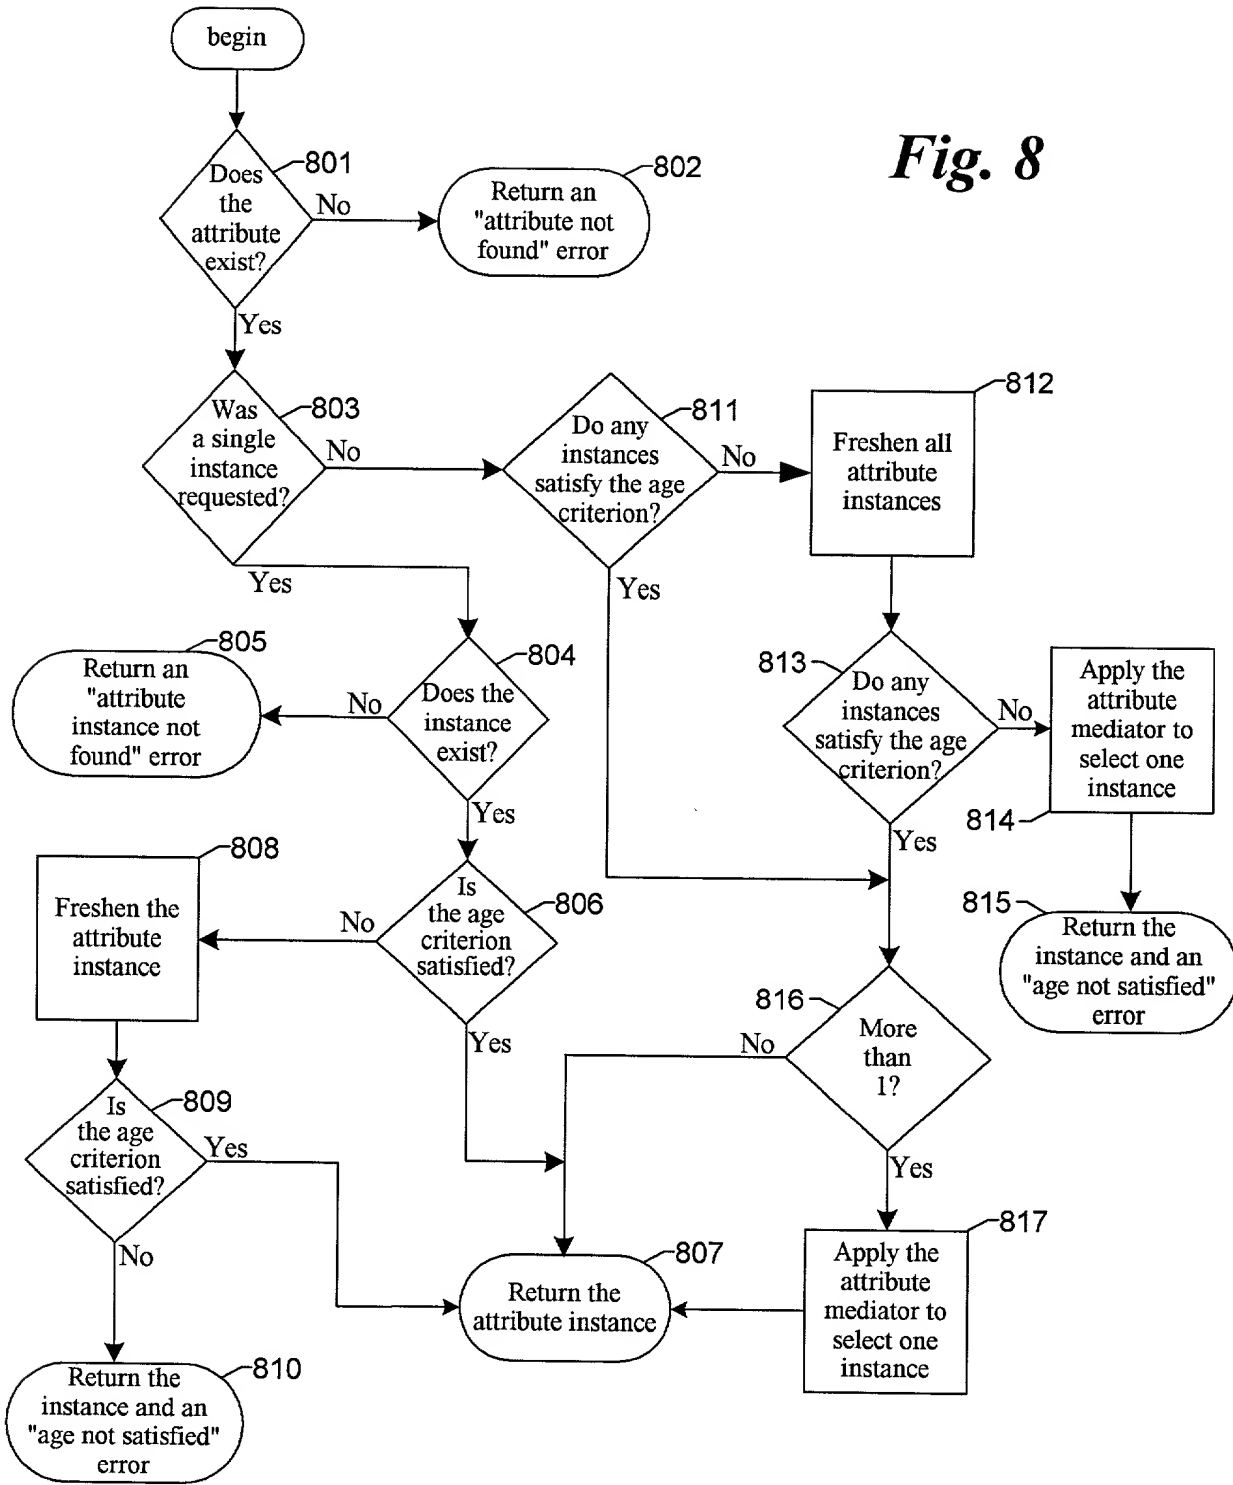 begin
Fig. 8
801
Does
the
attribute
exist?
No
802
Return an
"attribute not
found" error
Yes
803
Was
a single
instance
requested?
No
811
Do any
instances
satisfy the age
criterion?
No
812
Freshen all
attribute
instances
Yes
Yes
805
Return an
"attribute
instance not
found" error
No
804
Does the
instance
exist?
Yes
813
Do any
instances
satisfy the age
criterion?
No
Apply the
attribute
mediator to
select one
instance
814
Yes
808
Freshen the
attribute
instance
No
806
Is
the age
criterion
satisfied?
Yes
815
Return the
instance and an
"age not satisfied"
error
816
More
than
1?
No
Yes
809
Is
the age
criterion
satisfied?
Yes
No
807
Return the
attribute instance
817
Apply the
attribute
mediator to
select one
instance
810
Return the
instance and an
"age not satisfied"
error